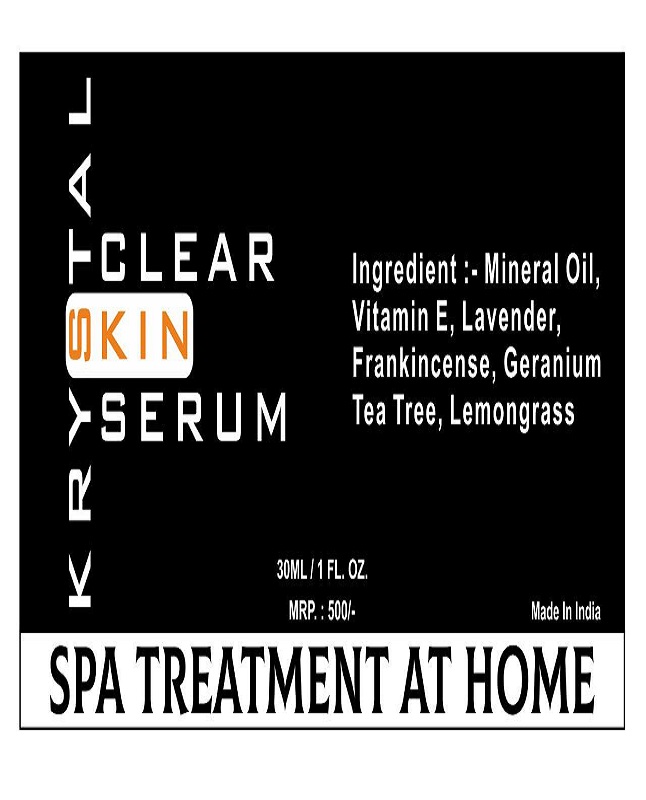 KRYSTAL
CLEAR
SKIN
SERUM
Ingredient :- Mineral Oil,
Vitamin E, Lavender,
Frankincense, Geranium
Tea Tree, Lemongrass
30ML / 1 FL. OZ.
MRP. : 500/-
Made In India
SPA TREATMENT AT HOME